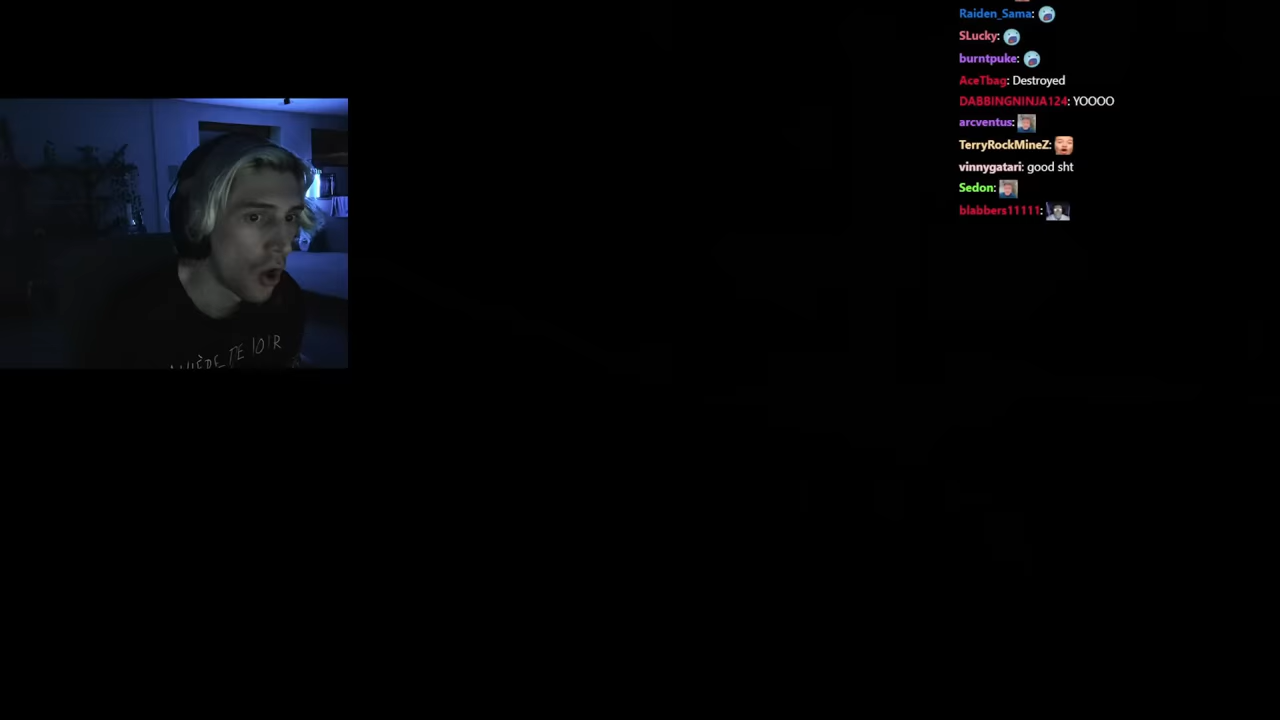 Raiden_Sama:
SLucky:
burntpuke:
AceTbag: Destroyed
DABBINGNINJA124: YOOOO
arcventus:
TerryRockMineZ:
vinnygatari: good sht
Sedon:
blabbers11111: